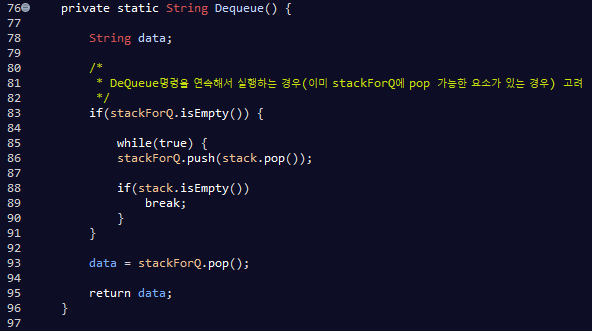 76 private static String Dequeue() {
77
78 String data;
79
80 /*
81 * DeQueue명령을 연속해서 실행하는 경우(이미 stackForQ에 pop 가능한 요소가 있는 경우) 고려
82 */
83 if(stackForQ.isEmpty()) {
84
85 while(true) {
86 stackForQ.push(stack.pop());
87
88 if(stack.isEmpty())
89 break;
90 }
91 }
92
93 data = stackForQ.pop();
94
95 return data;
96 }
97